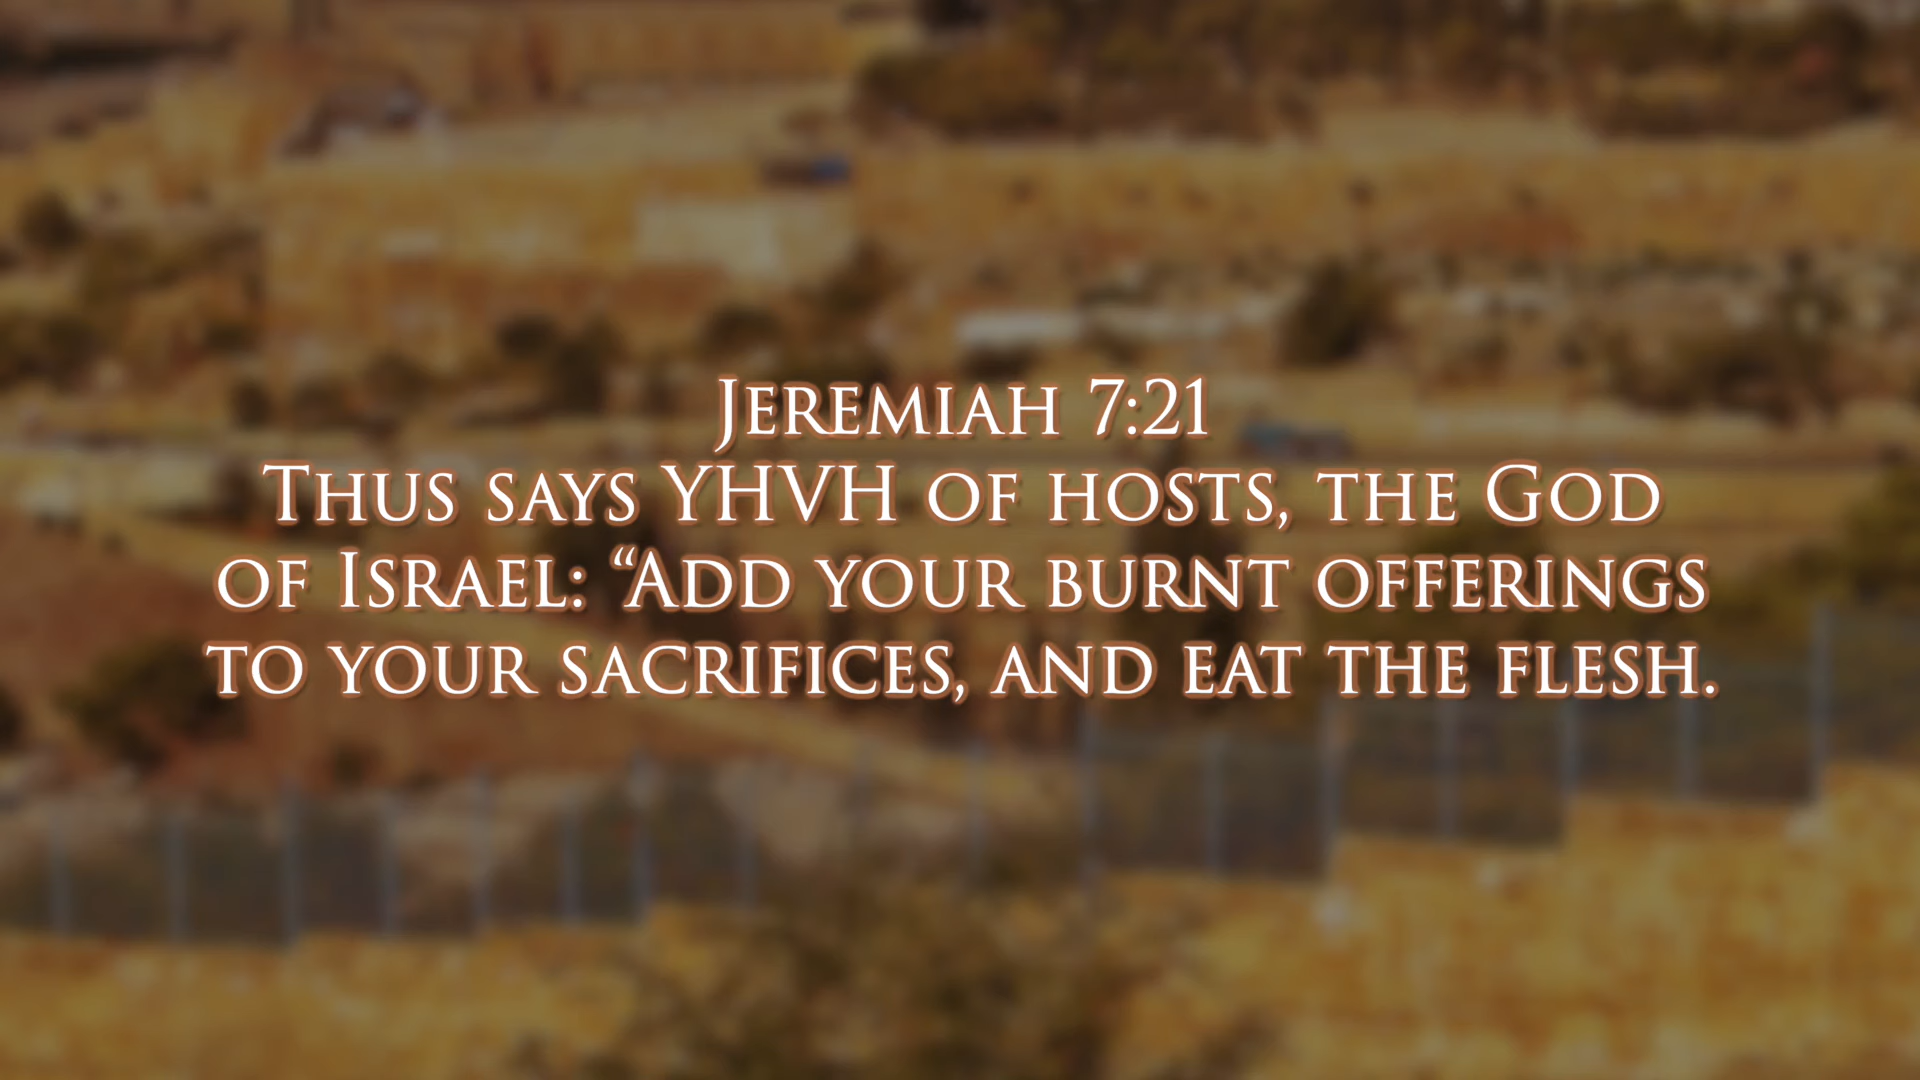 Jeremiah 7:21
Thus says YHVH of hosts, the God
of Israel: “Add your burnt offerings
to your sacrifices, and eat the flesh.